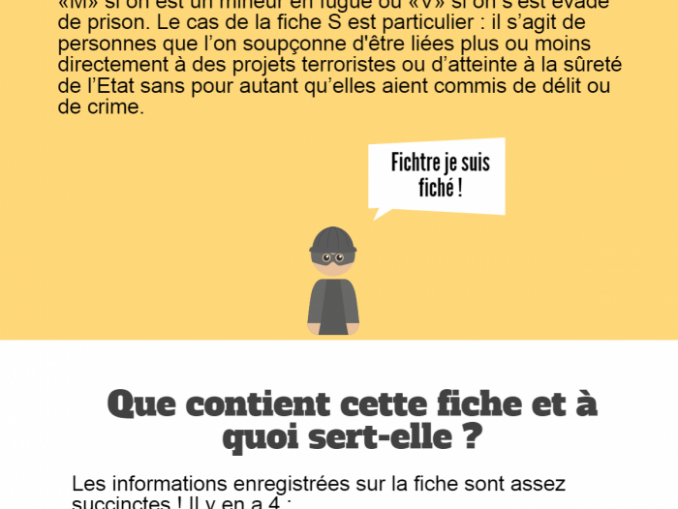 «M» si on est un mineur en fugue ou «V» si on s'est évadé
de prison. Le cas de la fiche S est particulier : il s’agit de
personnes que l’on soupçonne d'être liées plus ou moins
directement à des projets terroristes ou d’atteinte à la sûreté
de l’Etat sans pour autant qu’elles aient commis de délit ou
de crime.
Fichtre je suis
fiché !
Que contient cette fiche et à
quoi sert-elle ?
Les informations enregistrées sur la fiche sont assez
succinctes ! Il y en a 4 :